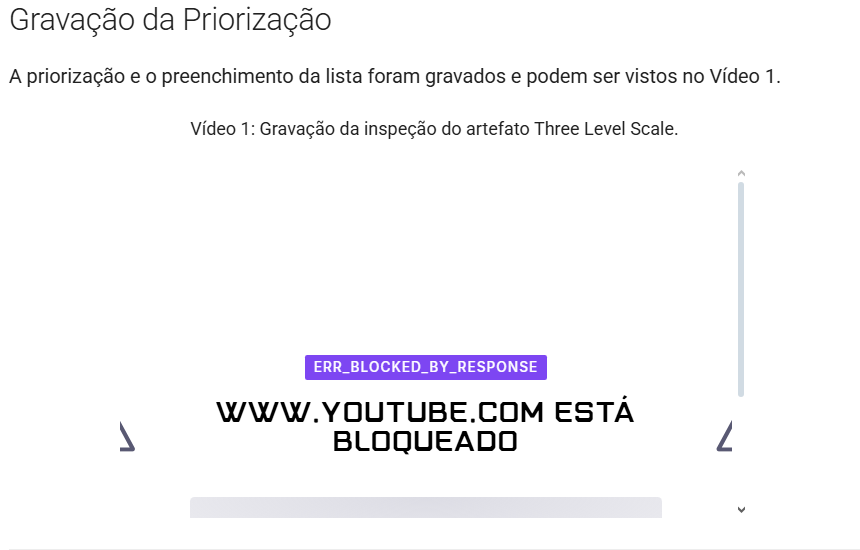 Gravação da Priorização
A priorização e o preenchimento da lista foram gravados e podem ser vistos no Vídeo 1.
Vídeo 1: Gravação da inspeção do artefato Three Level Scale.
ERR_BLOCKED_BY_RESPONSE
WWW.YOUTUBE.COM ESTÁ
BLOQUEADO